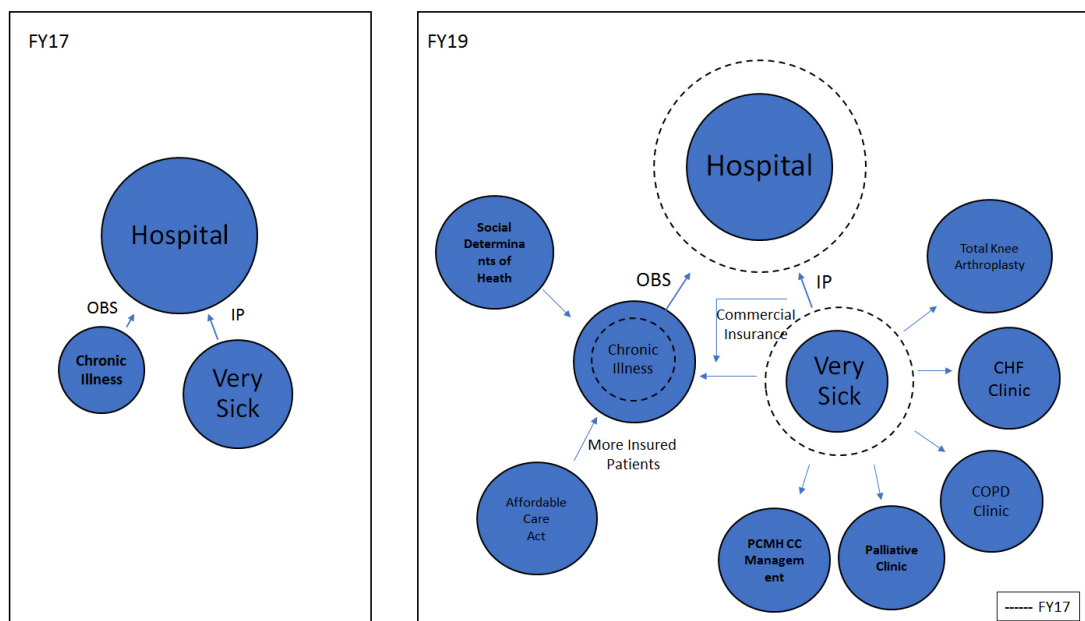 FY17
Hospital
OBS
IP
Chronic
Illness
Very
Sick
FY19
Hospital
Social
Determina
nts of
Heath
Total Knee
Arthroplasty
OBS
IP
Commercial
Insurance
Chronic
Illness
Very
Sick
CHF
Clinic
More Insured
Patients
Affordable
Care
Act
COPD
Clinic
PCMH CC
Managem
ent
Palliative
Clinic
------ FY17